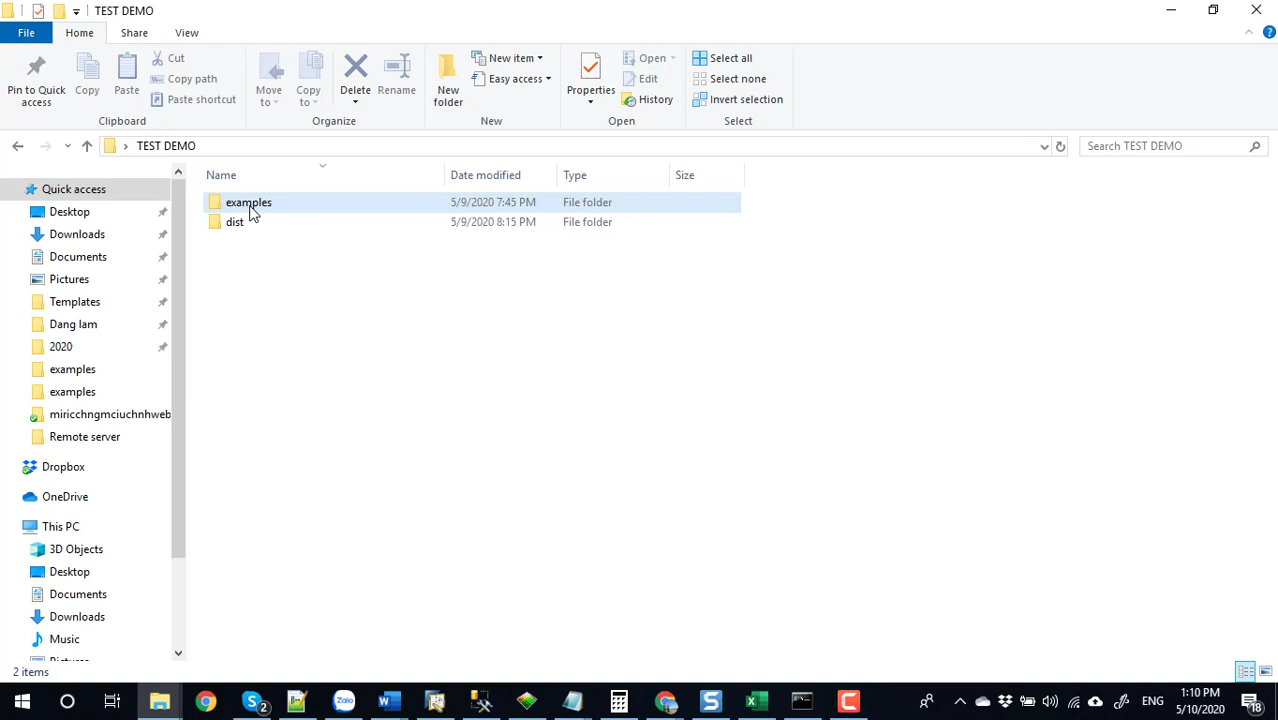 TEST DEMO
File Home Share View
Pin to Quick access
Copy
Paste
Cut
Copy path
Paste shortcut
Clipboard
Move to
Copy to
Delete
Rename
Organize
New folder
New item
Easy access
New
Properties
Open
Edit
History
Open
Select all
Select none
Invert selection
Select
TEST DEMO
Search TEST DEMO
Name Date modified Type Size
examples 5/9/2020 7:45 PM File folder
dist 5/9/2020 8:15 PM File folder
Quick access
Desktop
Downloads
Documents
Pictures
Templates
Dang lam
2020
examples
examples
miricchngmciuchnhweb
Remote server
Dropbox
OneDrive
This PC
3D Objects
Desktop
Documents
Downloads
Music
Pictures
2 items
2
Zalo
ENG
1:10 PM
5/10/2020
18